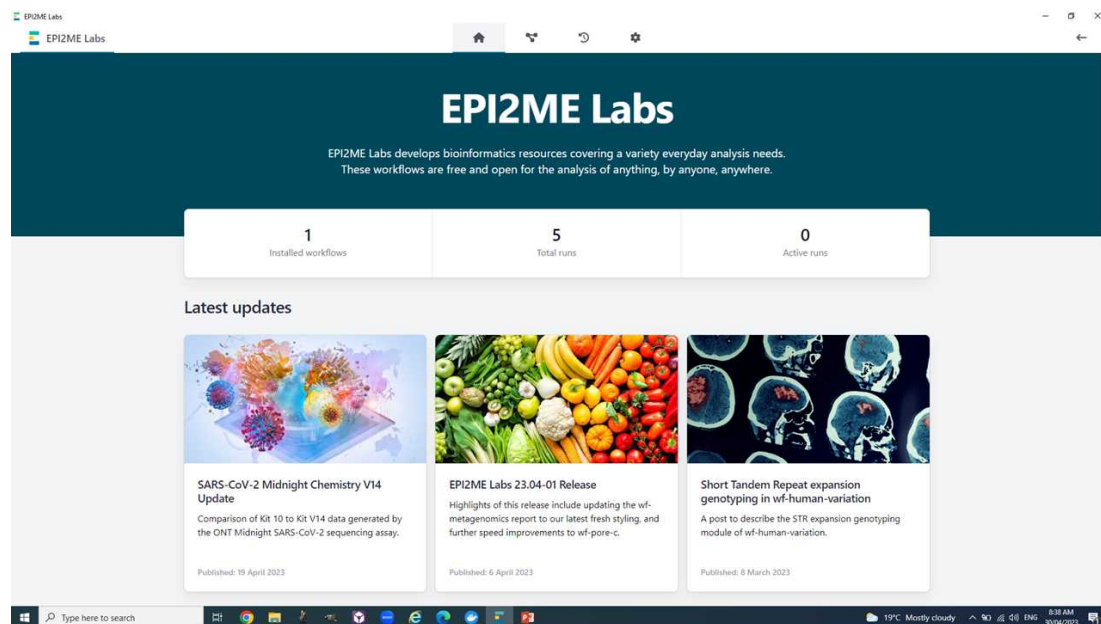 EPI2ME Labs
EPI2ME Labs
EPI2ME Labs
EPI2ME Labs develops bioinformatics resources covering a variety everyday analysis needs.
These workflows are free and open for the analysis of anything, by anyone, anywhere.
1
Installed workflows
5
Total runs
0
Active runs
Latest updates
SARS-CoV-2 Midnight Chemistry V14
Update
Comparison of Kit 10 to Kit V14 data generated by
the ONT Midnight SARS-CoV-2 sequencing assay.
Published: 19 April 2023
EPI2ME Labs 23.04-01 Release
Highlights of this release include updating the wf-
metagenomics report to our latest fresh styling, and
further speed improvements to wf-pore-c.
Published: 6 April 2023
Short Tandem Repeat expansion
genotyping in wf-human-variation
A post to describe the STR expansion genotyping
module of wf-human-variation.
Published: 8 March 2023
Type here to search
19°C Mostly cloudy
ENG
8:38 AM
30/04/2023